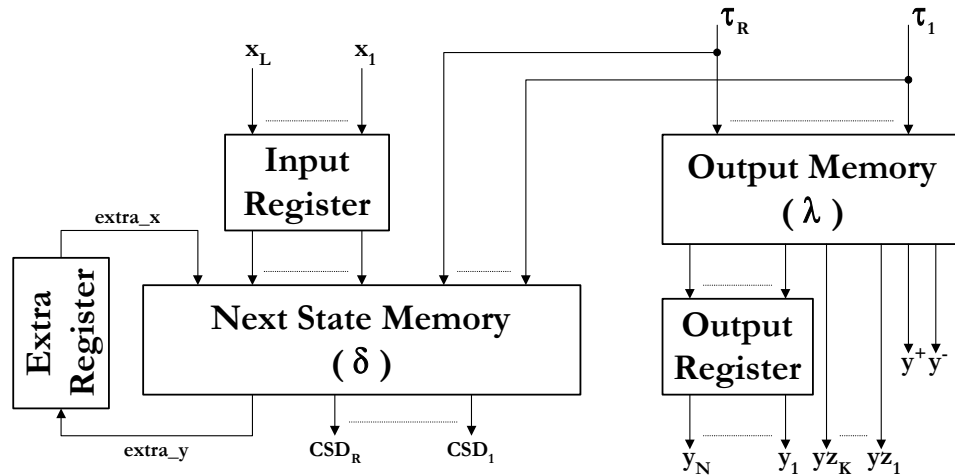 τR τ1
xL x1
Input Register
Output Memory
( λ )
extra_x
Extra Register
Next State Memory
( δ )
Output Register
y+ y-
extra_y
CSDR CSD1
yN y1 yzK yz1